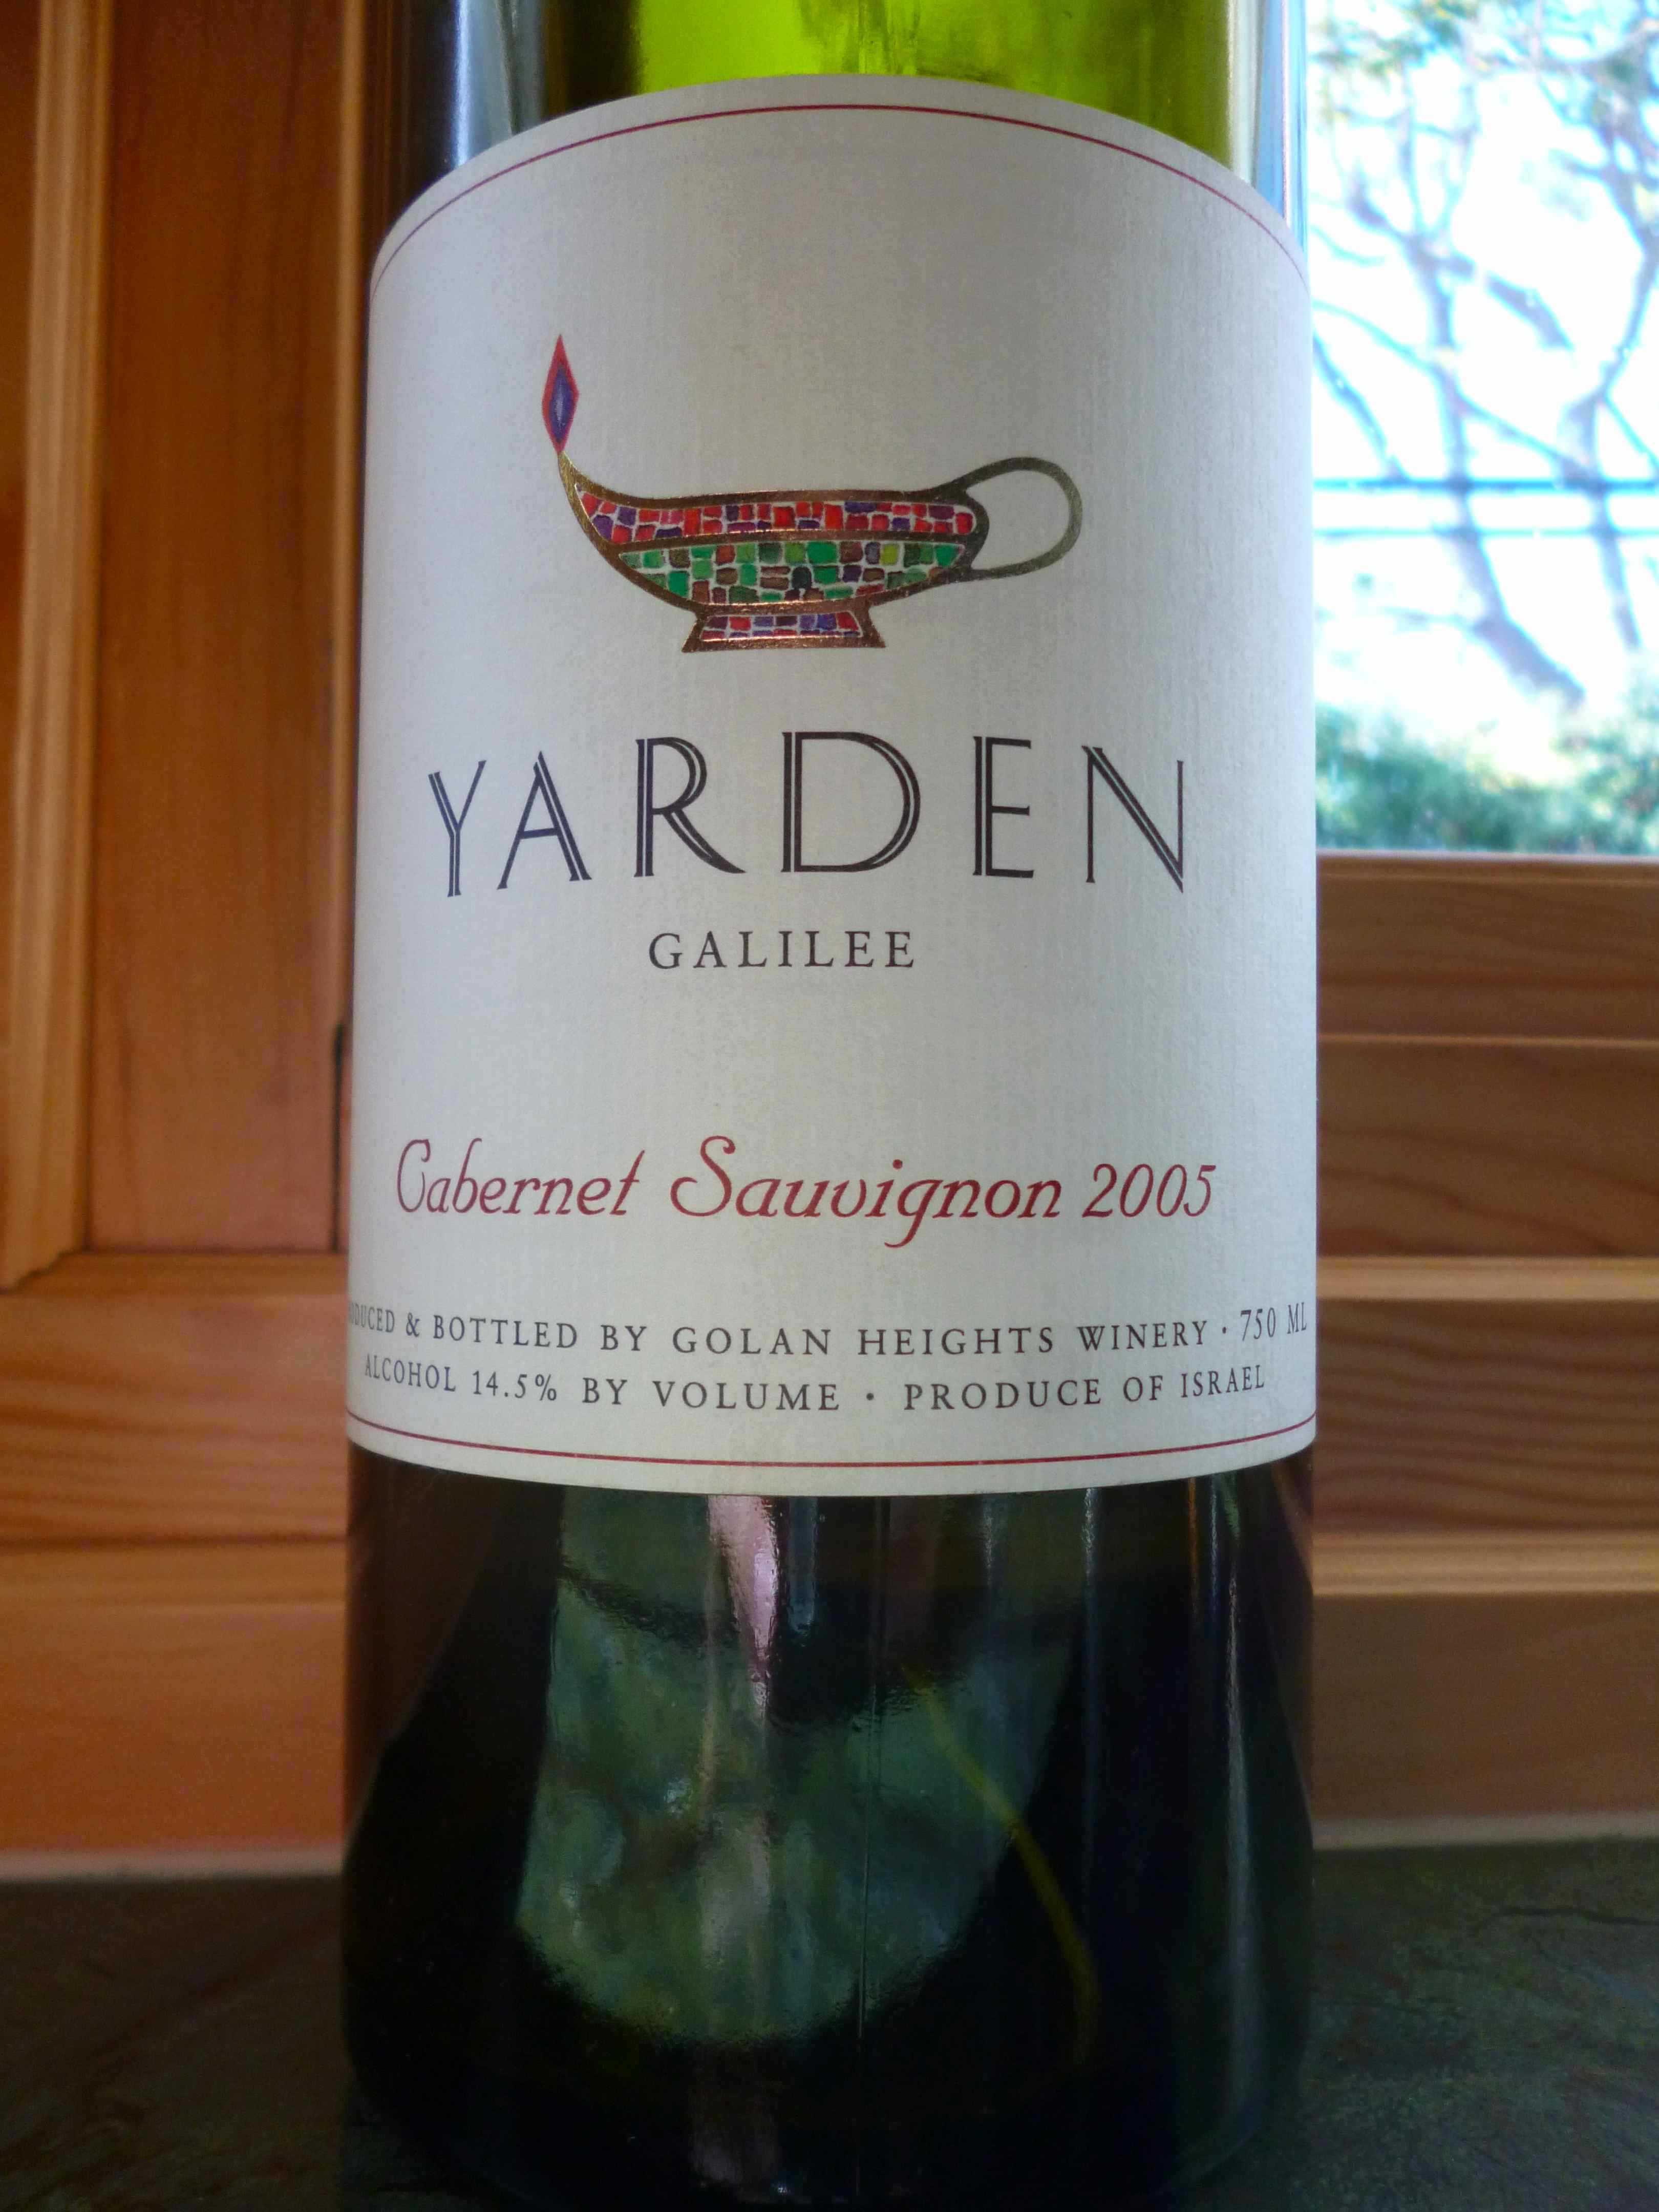 YARDEN
GALILEE
Cabernet Sauvignon 2005
& BOTTLED BY GOLAN HEIGHTS WINERY · 750 ML
ALCOHOL 14.5% BY VOLUME · PRODUCE OF ISRAEL